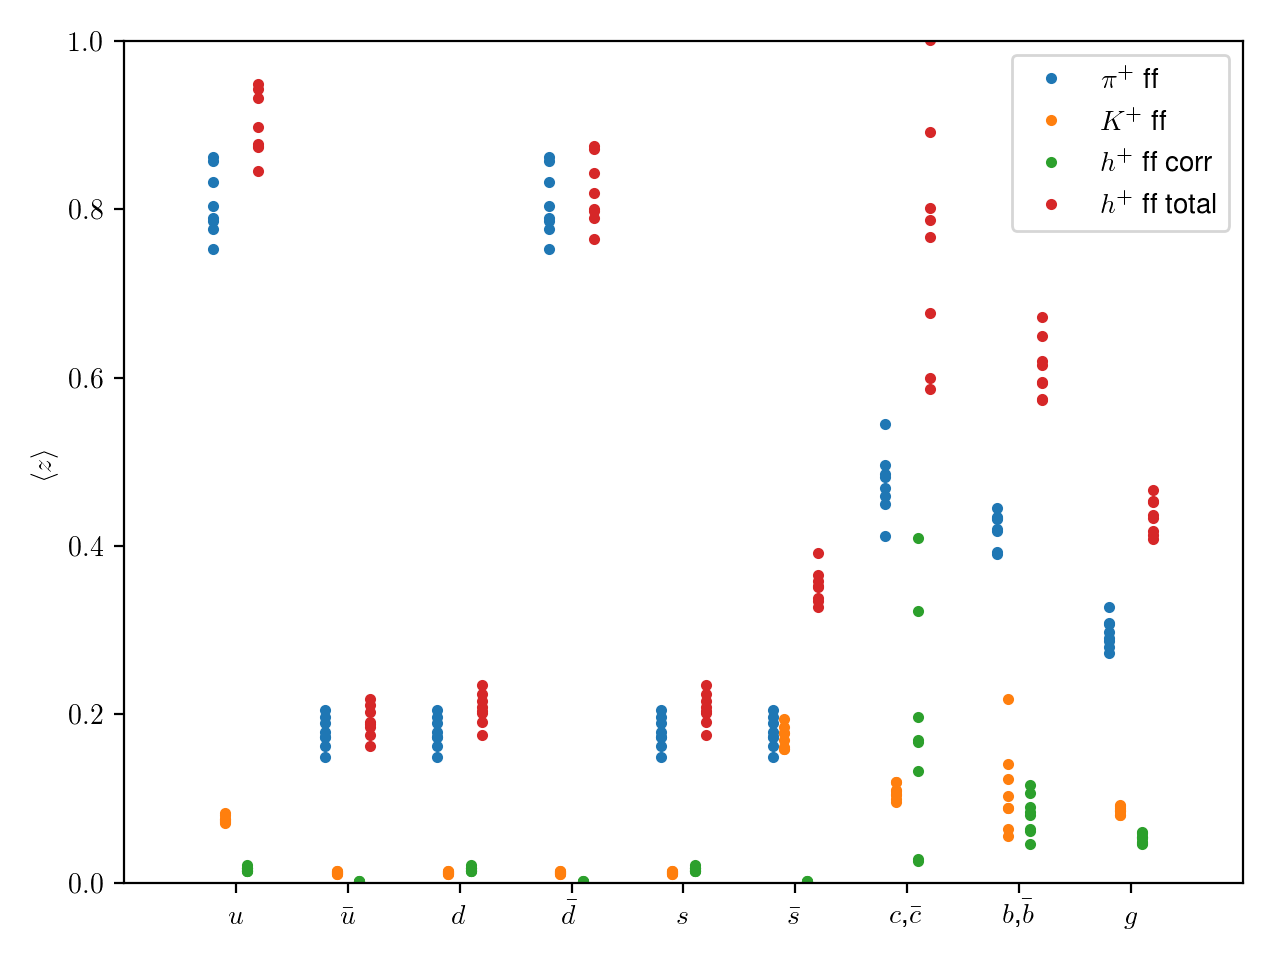 1.0
0.8
0.6
0.4
0.2
0.0
⟨z⟩
π⁺ ff
K⁺ ff
h⁺ ff corr
h⁺ ff total
u ū d d̄ s s̄ c,c̄ b,b̄ g